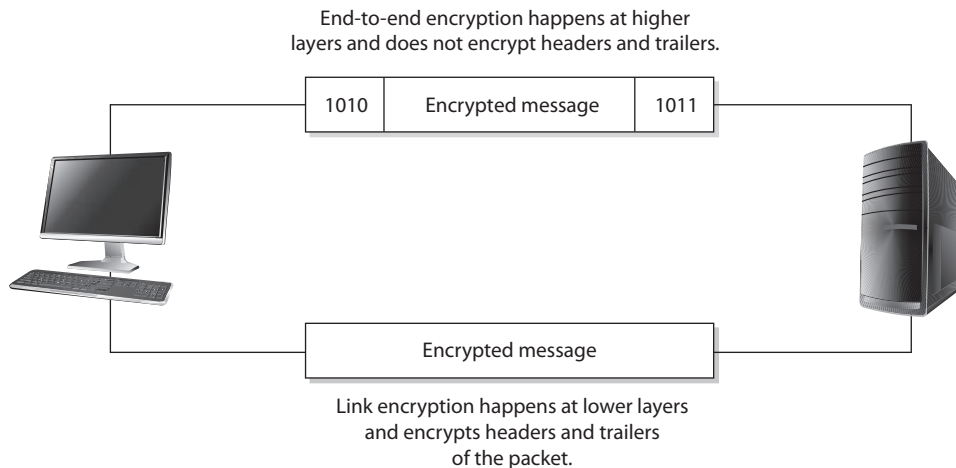 End-to-end encryption happens at higher
layers and does not encrypt headers and trailers.
1010 Encrypted message 1011
Encrypted message
Link encryption happens at lower layers
and encrypts headers and trailers
of the packet.